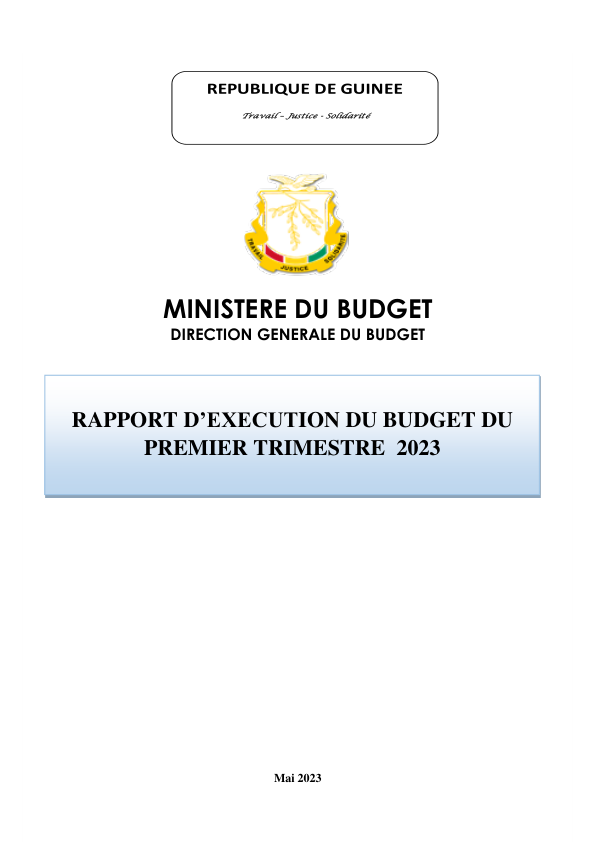 REPUBLIQUE DE GUINEE
Travail – Justice - Solidarité
TRAVAIL JUSTICE SOLIDARITÉ
MINISTERE DU BUDGET
DIRECTION GENERALE DU BUDGET
RAPPORT D’EXECUTION DU BUDGET DU
PREMIER TRIMESTRE 2023
Mai 2023